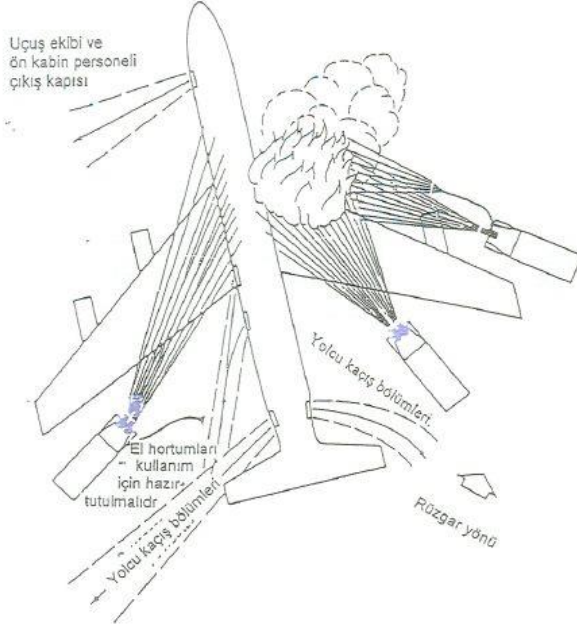 Uçuş ekibi ve
ön kabin personeli
çıkış kapısı
Yolcu kaçış bölümleri.
El hortumları
kullanım
için hazır
tutulmalıdr
Yolcu kaçış bölümleri
Rüzgar yönü